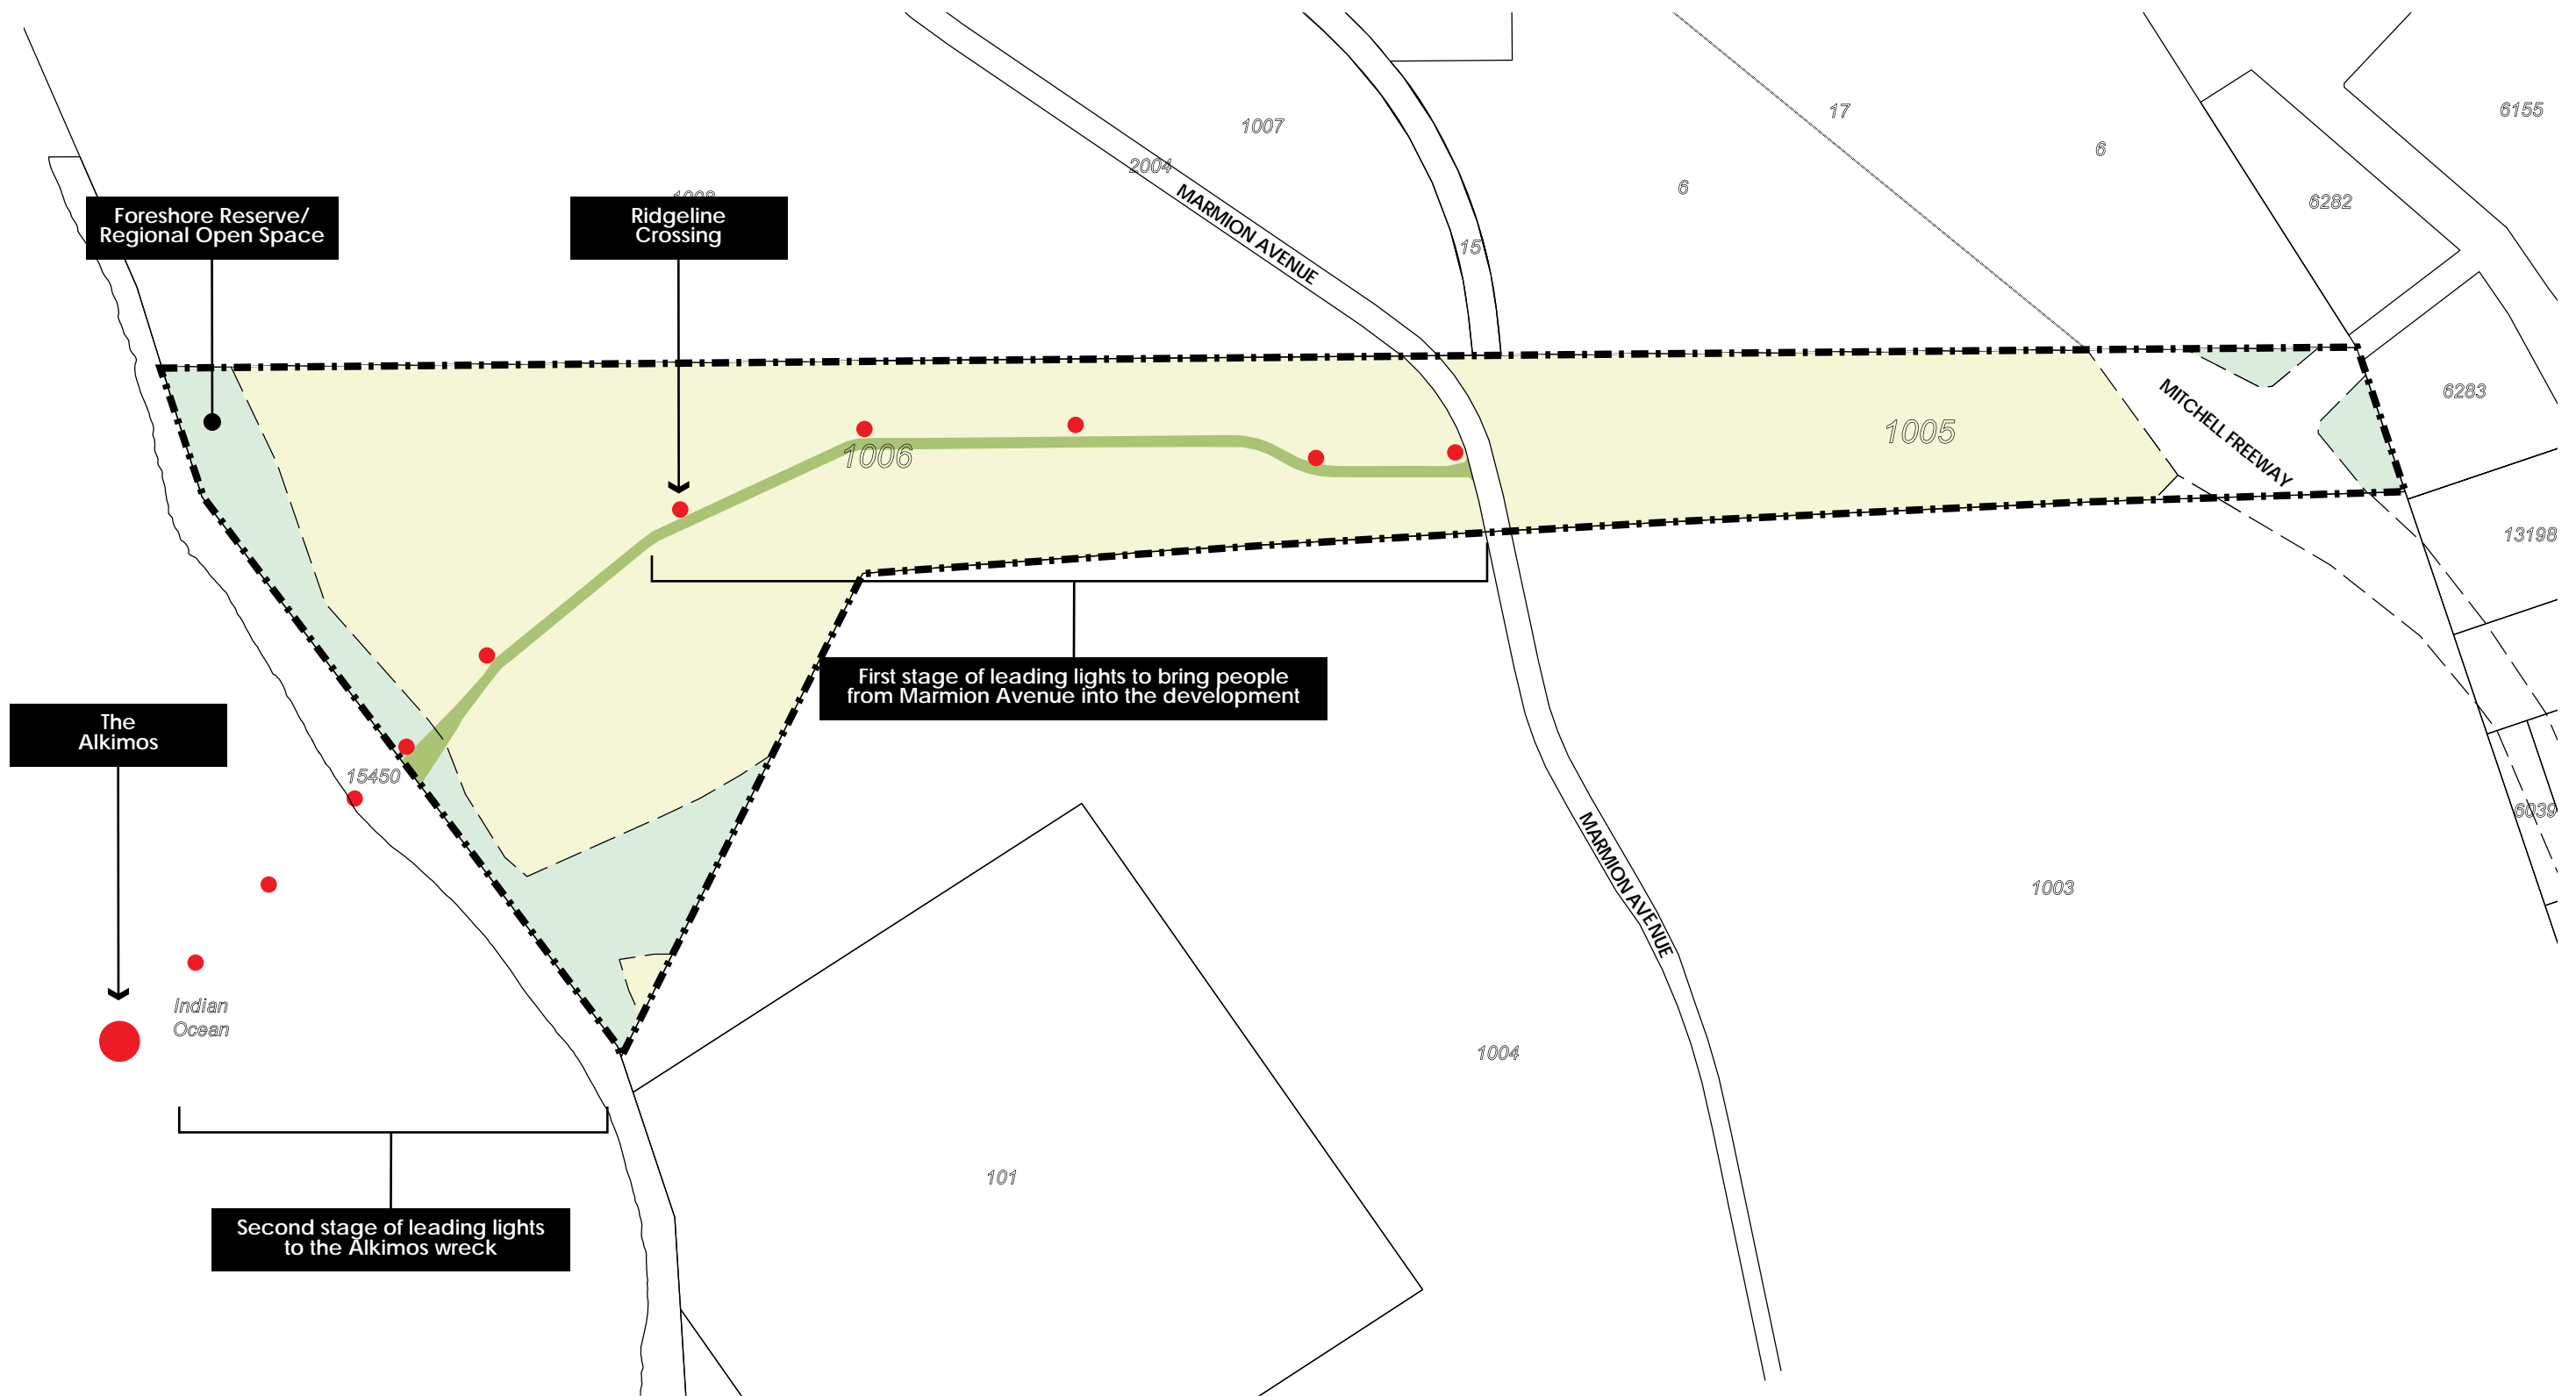 6155
17
1007
6
2004
6
1008
6282
MARMION AVENUE
Foreshore Reserve/
Regional Open Space
Ridgeline
Crossing
15
6283
MITCHELL FREEWAY
1005
1006
13198
First stage of leading lights to bring people
from Marmion Avenue into the development
The
Alkimos
15450
6039
MARMION AVENUE
1003
Indian
Ocean
1004
101
Second stage of leading lights
to the Alkimos wreck